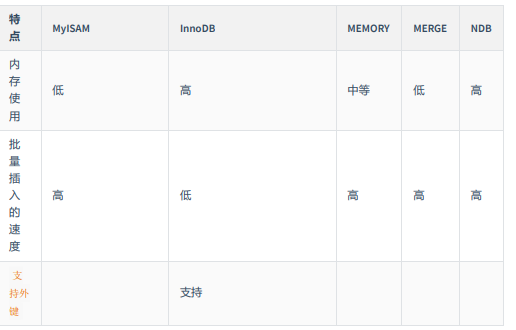 特点 MyISAM InnoDB MEMORY MERGE NDB
内存使用 低 高 中等 低 高
批量插入的速度 高 低 高 高 高
支持外键 支持